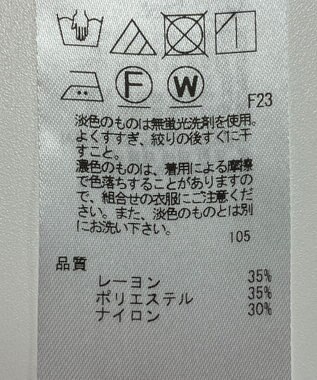 F W F23
淡色のものは無蛍光洗剤を使用。
よくすすぎ、絞りの後すぐに干
すこと。
濃色のものは、着用による摩擦
で色落ちすることがありますの
で、組合せの衣服にご注意くだ
さい。また、淡色のものとは別
にお洗い下さい。
105
品質
レーヨン 35%
ポリエステル 35%
ナイロン 30%